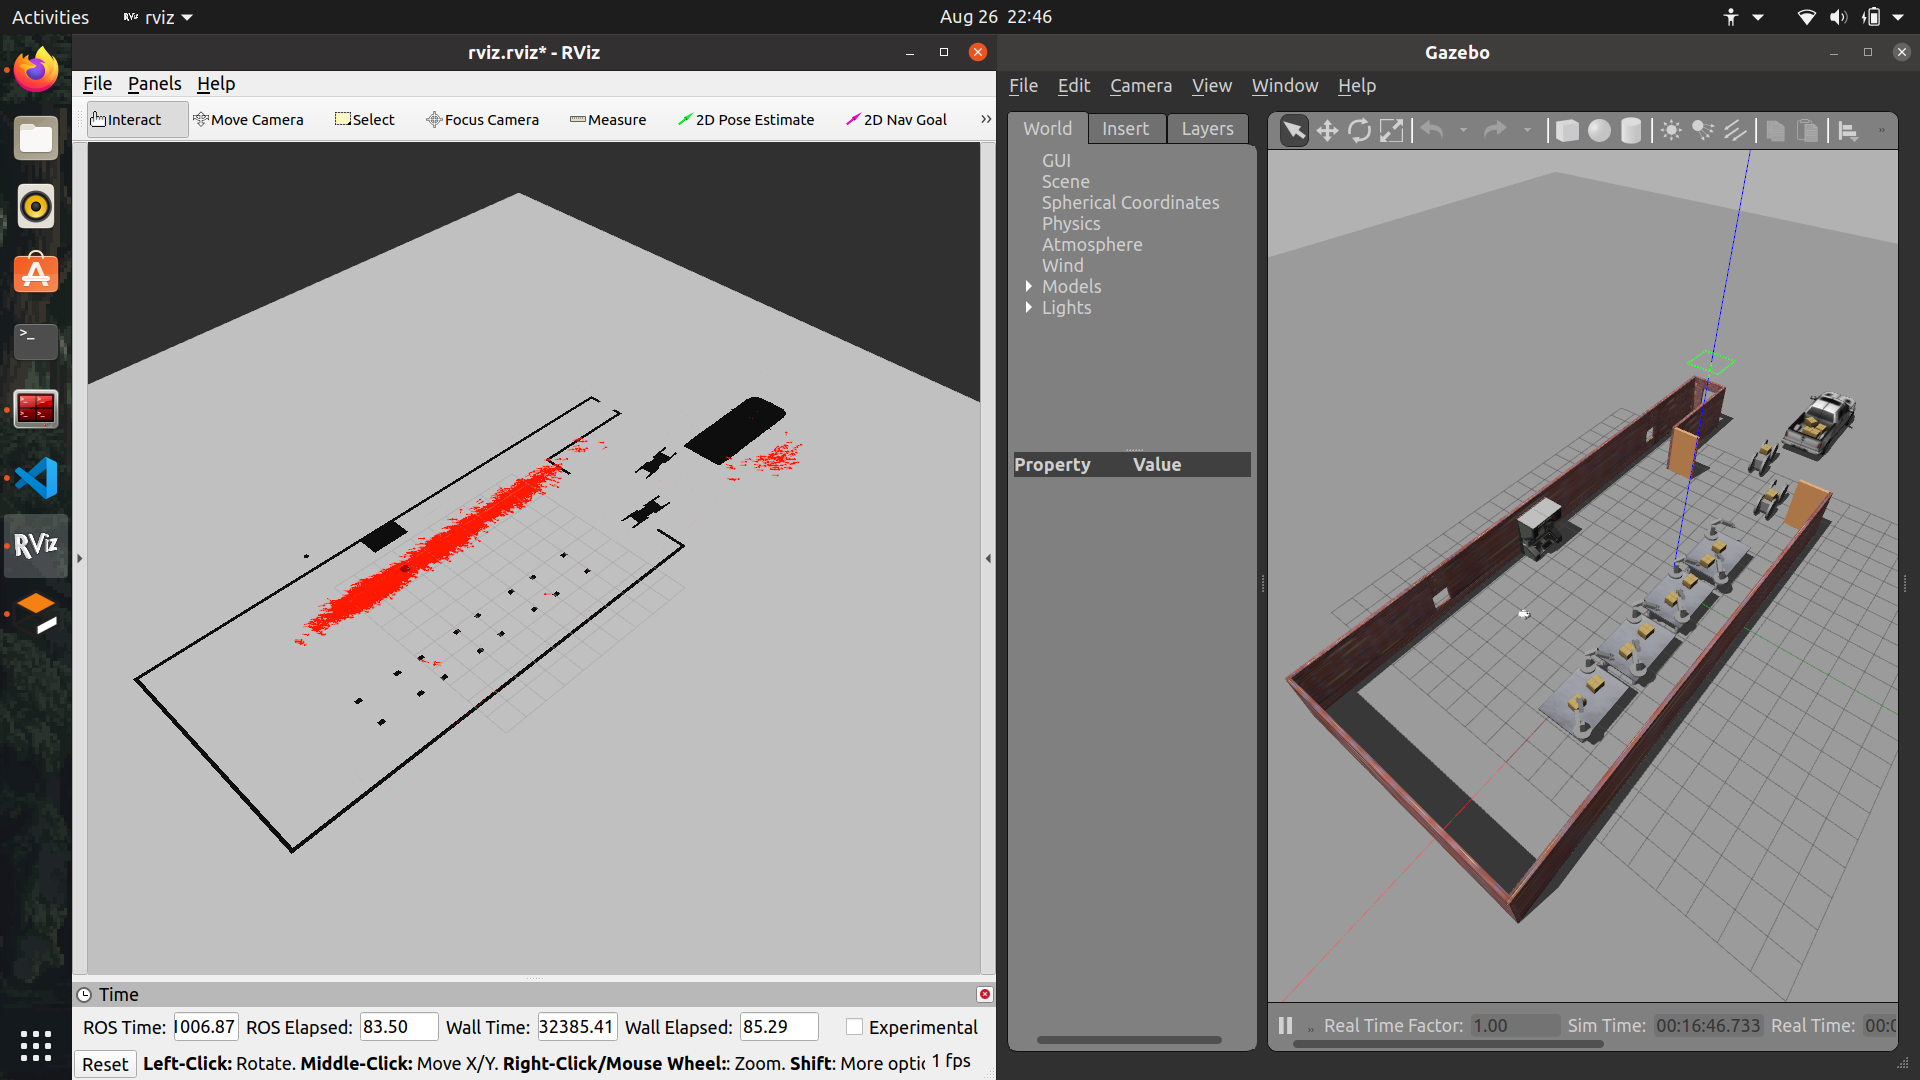 Activities
RViz rviz
Aug 26 22:46
rviz.rviz* - RViz
File Panels Help
Interact Move Camera Select Focus Camera Measure 2D Pose Estimate 2D Nav Goal »
Time
ROS Time: 1006.87 ROS Elapsed: 83.50 Wall Time: 32385.41 Wall Elapsed: 85.29 Experimental
Reset Left-Click: Rotate. Middle-Click: Move X/Y. Right-Click/Mouse Wheel:: Zoom. Shift: More optic 1 fps
RViz
Gazebo
File Edit Camera View Window Help
World Insert Layers
GUI
Scene
Spherical Coordinates
Physics
Atmosphere
Wind
Models
Lights
Property Value
» Real Time Factor: 1.00 Sim Time: 00:16:46.733 Real Time: 00:0